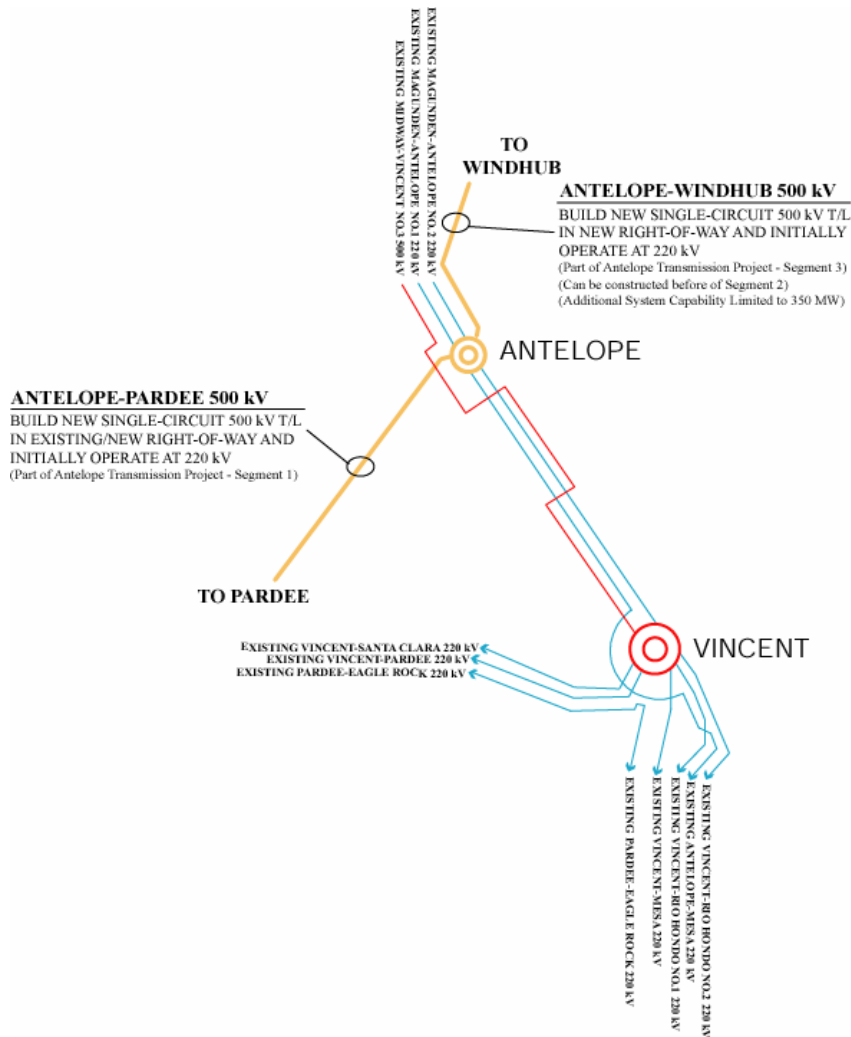 EXISTING MIDWAY-VINCENT NO.3 500 kV
EXISTING MAGUNDEN-ANTELOPE NO.1 220 kV
EXISTING MAGUNDEN-ANTELOPE NO.2 220 kV
TO
WINDHUB
ANTELOPE-WINDHUB 500 kV
BUILD NEW SINGLE-CIRCUIT 500 kV T/L
IN NEW RIGHT-OF-WAY AND INITIALLY
OPERATE AT 220 kV
(Part of Antelope Transmission Project - Segment 3)
(Can be constructed before of Segment 2)
(Additional System Capability Limited to 350 MW)
ANTELOPE
ANTELOPE-PARDEE 500 kV
BUILD NEW SINGLE-CIRCUIT 500 kV T/L
IN EXISTING/NEW RIGHT-OF-WAY AND
INITIALLY OPERATE AT 220 kV
(Part of Antelope Transmission Project - Segment 1)
TO PARDEE
EXISTING VINCENT-SANTA CLARA 220 kV
EXISTING VINCENT-PARDEE 220 kV
EXISTING PARDEE-EAGLE ROCK 220 kV
VINCENT
EXISTING PARDEE-EAGLE ROCK 220 kV
EXISTING VINCENT-MESA 220 kV
EXISTING VINCENT-RIO HONDO NO.1 220 kV
EXISTING ANTELOPE-MESA 220 kV
EXISTING VINCENT-RIO HONDO NO.2 220 kV